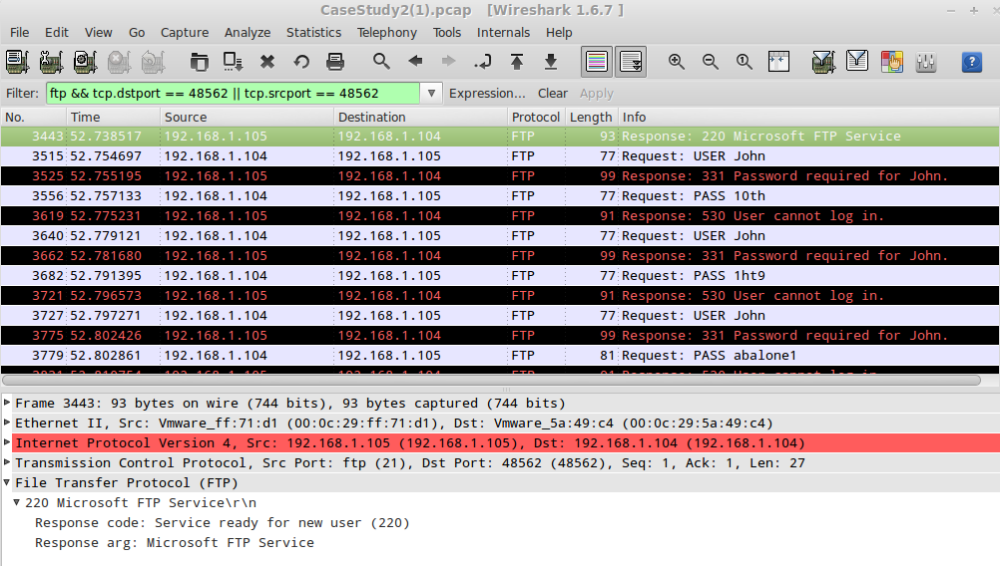 CaseStudy2(1).pcap [Wireshark 1.6.7 ]
File Edit View Go Capture Analyze Statistics Telephony Tools Internals Help
Filter: ftp && tcp.dstport == 48562 || tcp.srcport == 48562 Expression... Clear Apply
No. Time Source Destination Protocol Length Info
3443 52.738517 192.168.1.105 192.168.1.104 FTP 93 Response: 220 Microsoft FTP Service
3515 52.754697 192.168.1.104 192.168.1.105 FTP 77 Request: USER John
3525 52.755195 192.168.1.105 192.168.1.104 FTP 99 Response: 331 Password required for John.
3556 52.757133 192.168.1.104 192.168.1.105 FTP 77 Request: PASS 10th
3619 52.775231 192.168.1.105 192.168.1.104 FTP 91 Response: 530 User cannot log in.
3640 52.779121 192.168.1.104 192.168.1.105 FTP 77 Request: USER John
3662 52.781680 192.168.1.105 192.168.1.104 FTP 99 Response: 331 Password required for John.
3682 52.791395 192.168.1.104 192.168.1.105 FTP 77 Request: PASS 1ht9
3721 52.796573 192.168.1.105 192.168.1.104 FTP 91 Response: 530 User cannot log in.
3727 52.797271 192.168.1.104 192.168.1.105 FTP 77 Request: USER John
3775 52.802426 192.168.1.105 192.168.1.104 FTP 99 Response: 331 Password required for John.
3779 52.802861 192.168.1.104 192.168.1.105 FTP 81 Request: PASS abalone1
Frame 3443: 93 bytes on wire (744 bits), 93 bytes captured (744 bits)
Ethernet II, Src: Vmware_ff:71:d1 (00:0c:29:ff:71:d1), Dst: Vmware_5a:49:c4 (00:0c:29:5a:49:c4)
Internet Protocol Version 4, Src: 192.168.1.105 (192.168.1.105), Dst: 192.168.1.104 (192.168.1.104)
Transmission Control Protocol, Src Port: ftp (21), Dst Port: 48562 (48562), Seq: 1, Ack: 1, Len: 27
File Transfer Protocol (FTP)
220 Microsoft FTP Service\r\n
Response code: Service ready for new user (220)
Response arg: Microsoft FTP Service